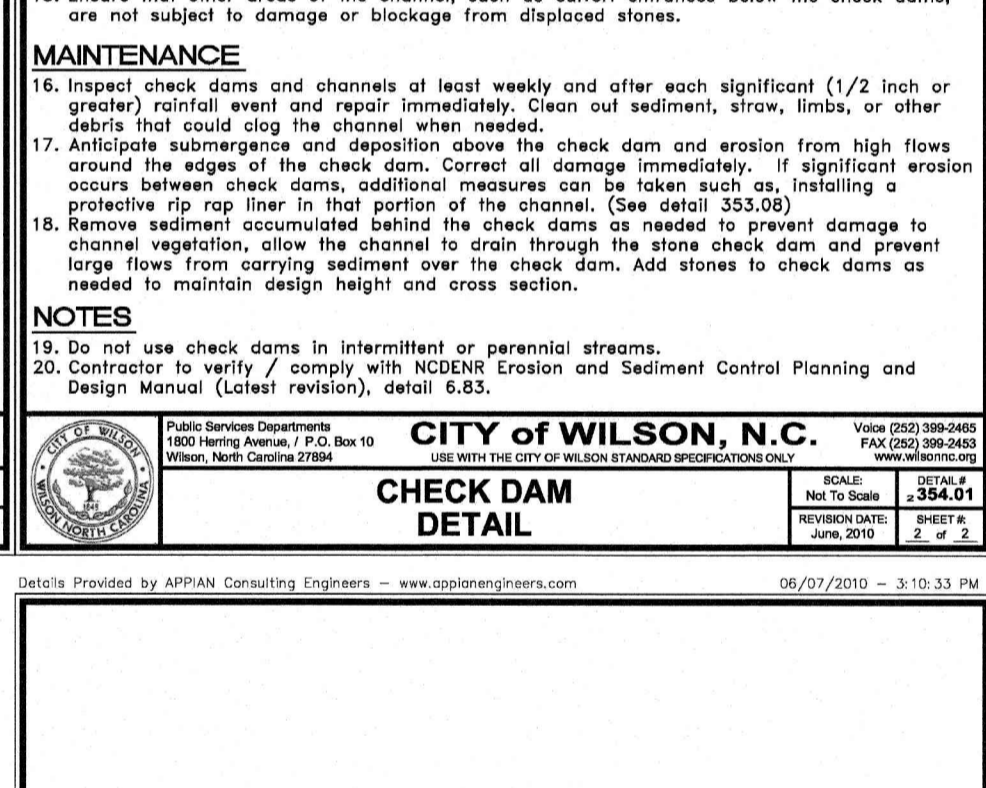 are not subject to damage or blockage from displaced stones.
MAINTENANCE
16. Inspect check dams and channels at least weekly and after each significant (1/2 inch or
greater) rainfall event and repair immediately. Clean out sediment, straw, limbs, or other
debris that could clog the channel when needed.
17. Anticipate submergence and deposition above the check dam and erosion from high flows
around the edges of the check dam. Correct all damage immediately. If significant erosion
occurs between check dams, additional measures can be taken such as, installing a
protective rip rap liner in that portion of the channel. (See detail 353.08)
18. Remove sediment accumulated behind the check dams as needed to prevent damage to
channel vegetation, allow the channel to drain through the stone check dam and prevent
large flows from carrying sediment over the check dam. Add stones to check dams as
needed to maintain design height and cross section.
NOTES
19. Do not use check dams in intermittent or perennial streams.
20. Contractor to verify / comply with NCDENR Erosion and Sediment Control Planning and
Design Manual (Latest revision), detail 6.83.
CITY OF WILSON
WILSON NORTH CAROLINA
1849
Public Services Departments
1800 Herring Avenue, / P.O. Box 10
Wilson, North Carolina 27894
CITY of WILSON, N.C.
USE WITH THE CITY OF WILSON STANDARD SPECIFICATIONS ONLY
Voice (252) 399-2465
FAX (252) 399-2453
www.wilsonnc.org
CHECK DAM
DETAIL
SCALE:
Not To Scale
DETAIL#
2 354.01
REVISION DATE:
June, 2010
SHEET #:
2 of 2
Details Provided by APPIAN Consulting Engineers - www.appianengineers.com
06/07/2010 - 3:10:33 PM